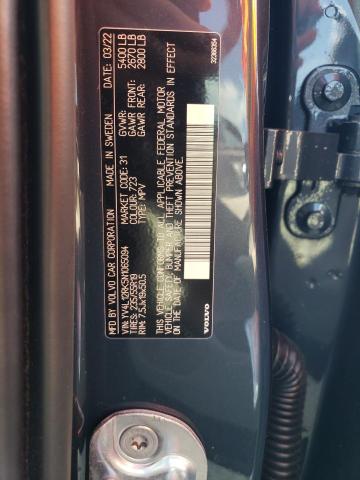 MFD BY VOLVO CAR CORPORATION MADE IN SWEDEN DATE: 03/22
VIN: YV4L12RK5N1065094 MARKET CODE: 31 GVWR: 5400 LB
TIRES: 235/55R19 COLOUR: 723 GAWR FRONT: 2670 LB
RIM: 7.5Jx19x50.5 TYPE: MPV GAWR REAR: 2900 LB
THIS VEHICLE CONFORMS TO ALL APPLICABLE FEDERAL MOTOR
VEHICLE SAFETY, BUMPER AND THEFT PREVENTION STANDARDS IN EFFECT
ON THE DATE OF MANUFACTURE SHOWN ABOVE
VOLVO